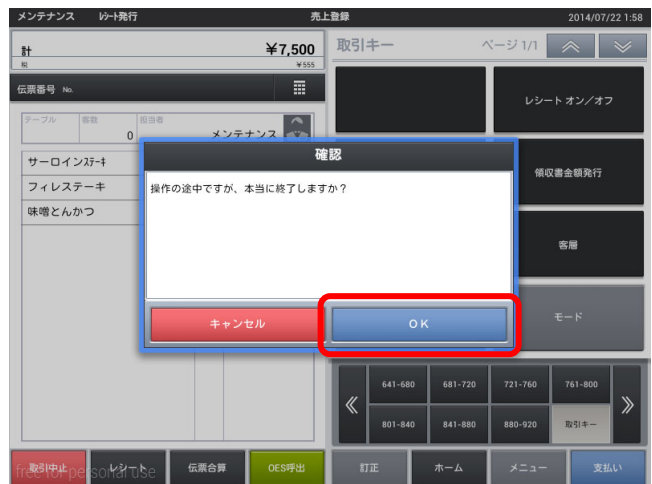 メンテナンス ﾚｼｰﾄ発行 売上登録 2014/07/22 1:58
計 ¥7,500
税 ¥555
取引キー ページ 1/1
伝票番号 No.
テーブル 客数 担当者
0 メンテナンス
サーロインｽﾃｰｷ
フィレステーキ
味噌とんかつ
確認
操作の途中ですが、本当に終了しますか？
キャンセル OK
レシート オン／オフ
領収書金額発行
客層
モード
641-680 681-720 721-760 761-800
801-840 841-880 880-920 取引キー
取引中止 レシート 伝票合算 OES呼出 訂正 ホーム メニュー 支払い
free for personal use